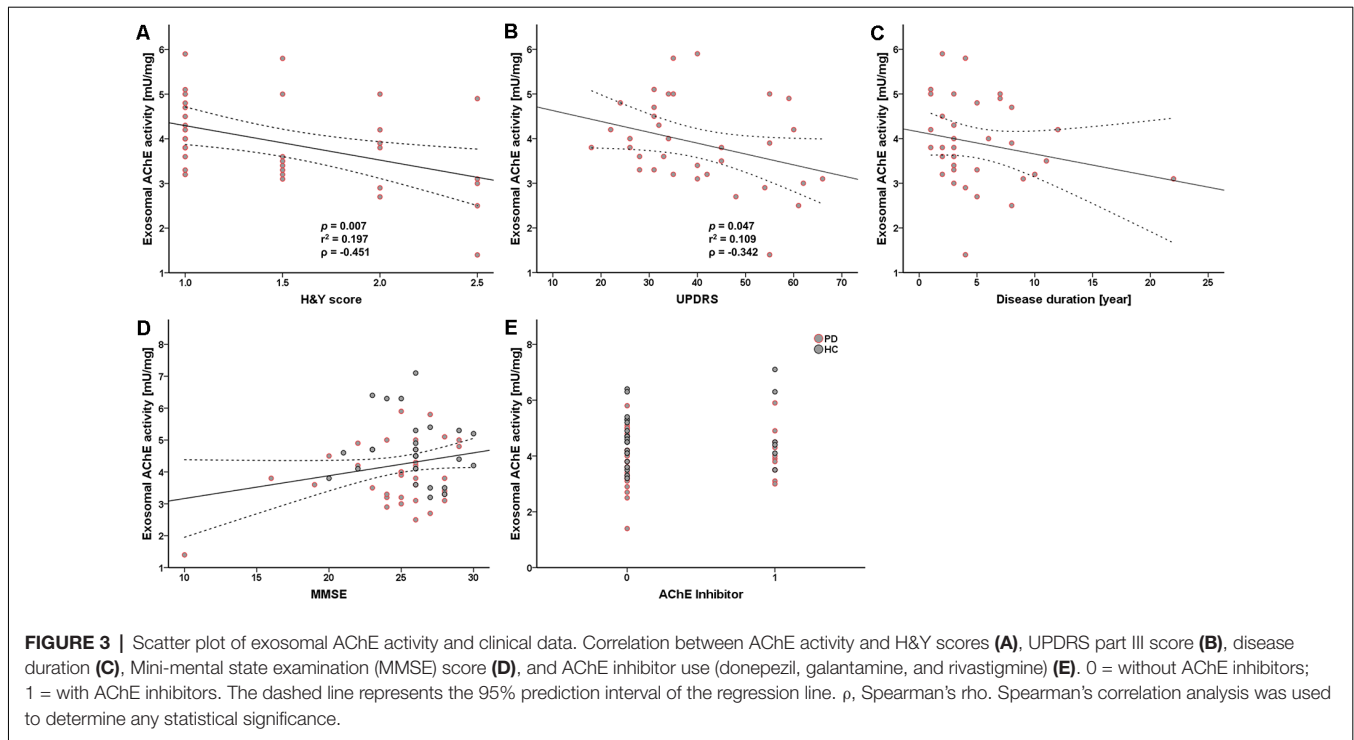 A
Exosomal AChE activity [mU/mg]
6
5
4
3
2
1
1.0 1.5 2.0 2.5
H&Y score
p = 0.007
r² = 0.197
ρ = -0.451
B
Exosomal AChE activity [mU/mg]
6
5
4
3
2
1
10 20 30 40 50 60 70
UPDRS
p = 0.047
r² = 0.109
ρ = -0.342
C
Exosomal AChE activity [mU/mg]
6
5
4
3
2
1
0 5 10 15 20 25
Disease duration [year]
D
Exosomal AChE activity [mU/mg]
8
7
6
5
4
3
2
1
10 15 20 25 30
MMSE
E
Exosomal AChE activity [mU/mg]
8
6
4
2
0
0 1
AChE Inhibitor
PD
HC
FIGURE 3 | Scatter plot of exosomal AChE activity and clinical data. Correlation between AChE activity and H&Y scores (A), UPDRS part III score (B), disease
duration (C), Mini-mental state examination (MMSE) score (D), and AChE inhibitor use (donepezil, galantamine, and rivastigmine) (E). 0 = without AChE inhibitors;
1 = with AChE inhibitors. The dashed line represents the 95% prediction interval of the regression line. ρ, Spearman's rho. Spearman's correlation analysis was used
to determine any statistical significance.